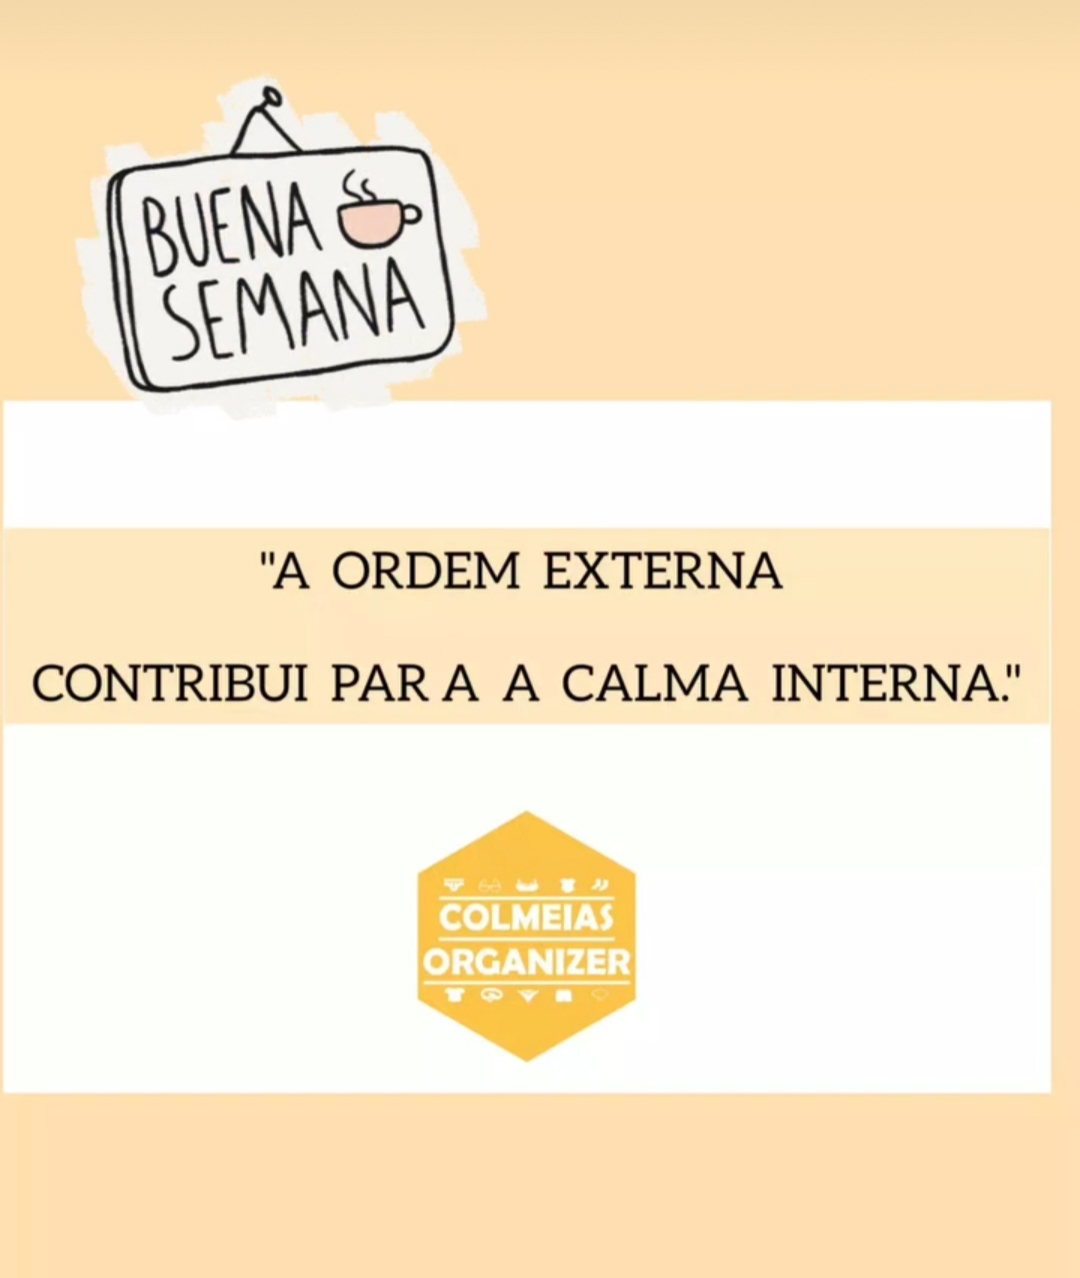 BUENA
SEMANA
"A ORDEM EXTERNA
CONTRIBUI PAR A A CALMA INTERNA."
COLMEIAS
ORGANIZER